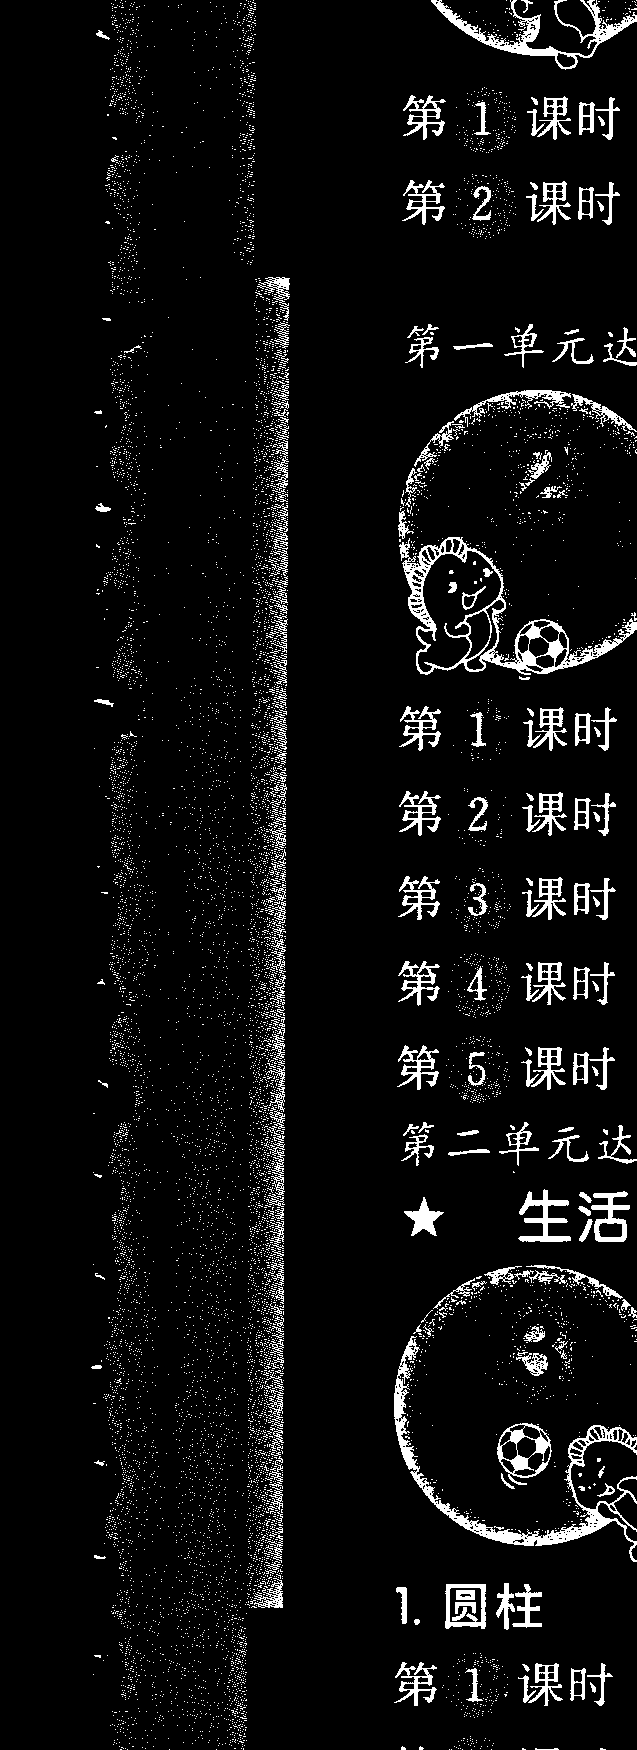 第 1 课时
第 2 课时
第一单元达
2
第 1 课时
第 2 课时
第 3 课时
第 4 课时
第 5 课时
第二单元达
★ 生活
3
1. 圆柱
第 1 课时